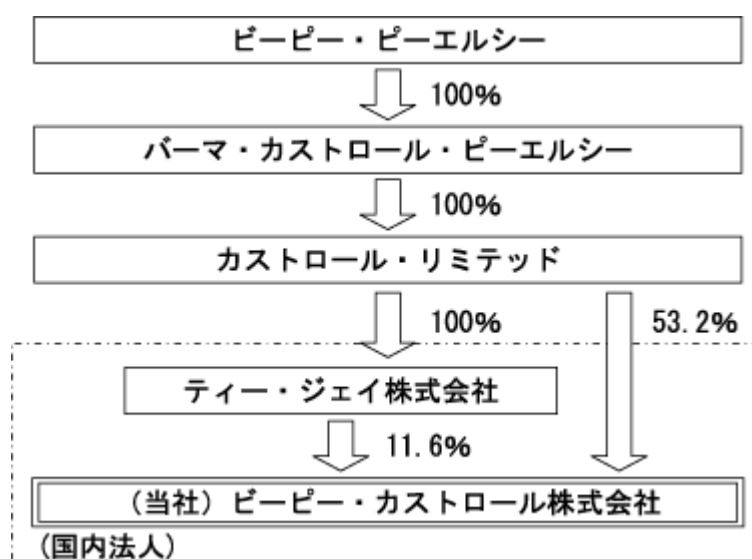 ビーピー・ピーエルシー
100%
バーマ・カストロール・ピーエルシー
100%
カストロール・リミテッド
100%
53.2%
ティー・ジェイ株式会社
11.6%
(当社)ビーピー・カストロール株式会社
(国内法人)